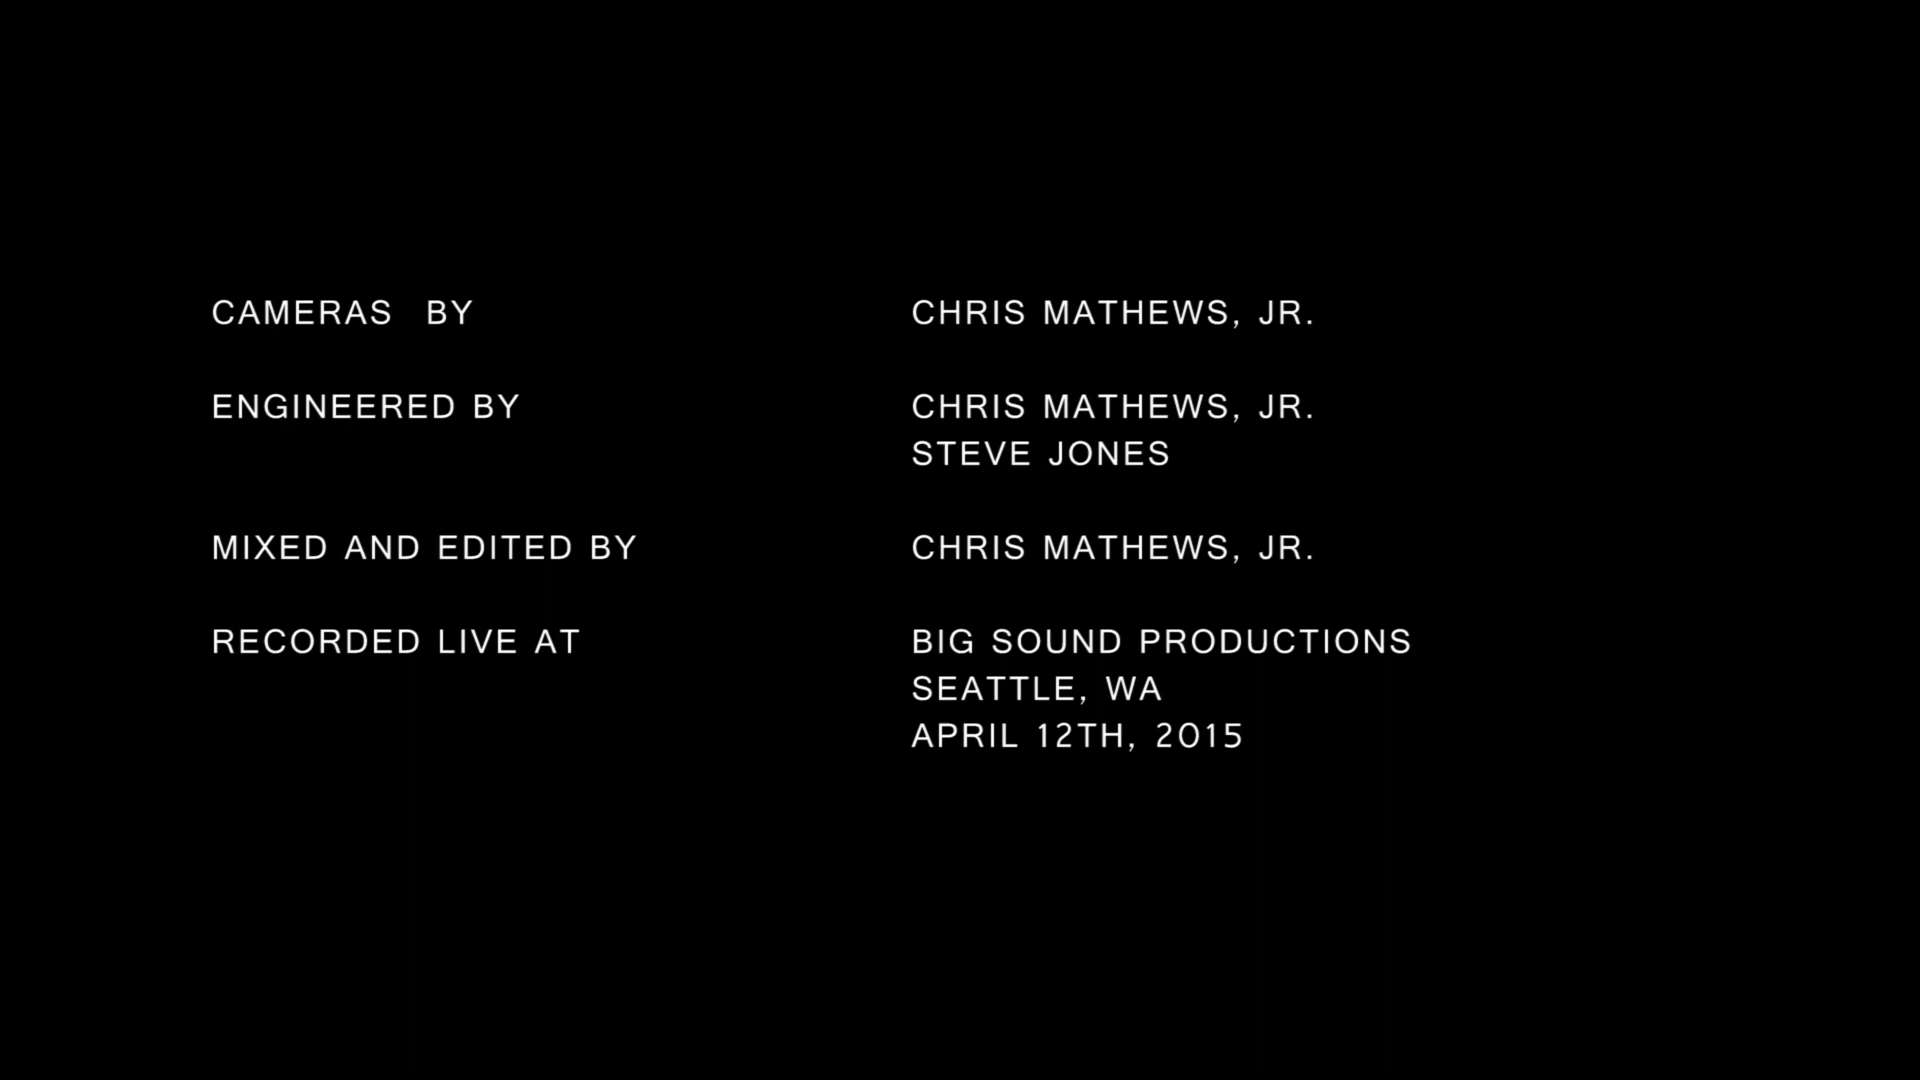 CAMERAS  BY CHRIS MATHEWS, JR.
ENGINEERED BY CHRIS MATHEWS, JR.
STEVE JONES
MIXED AND EDITED BY CHRIS MATHEWS, JR.
RECORDED LIVE AT BIG SOUND PRODUCTIONS
SEATTLE, WA
APRIL 12TH, 2015